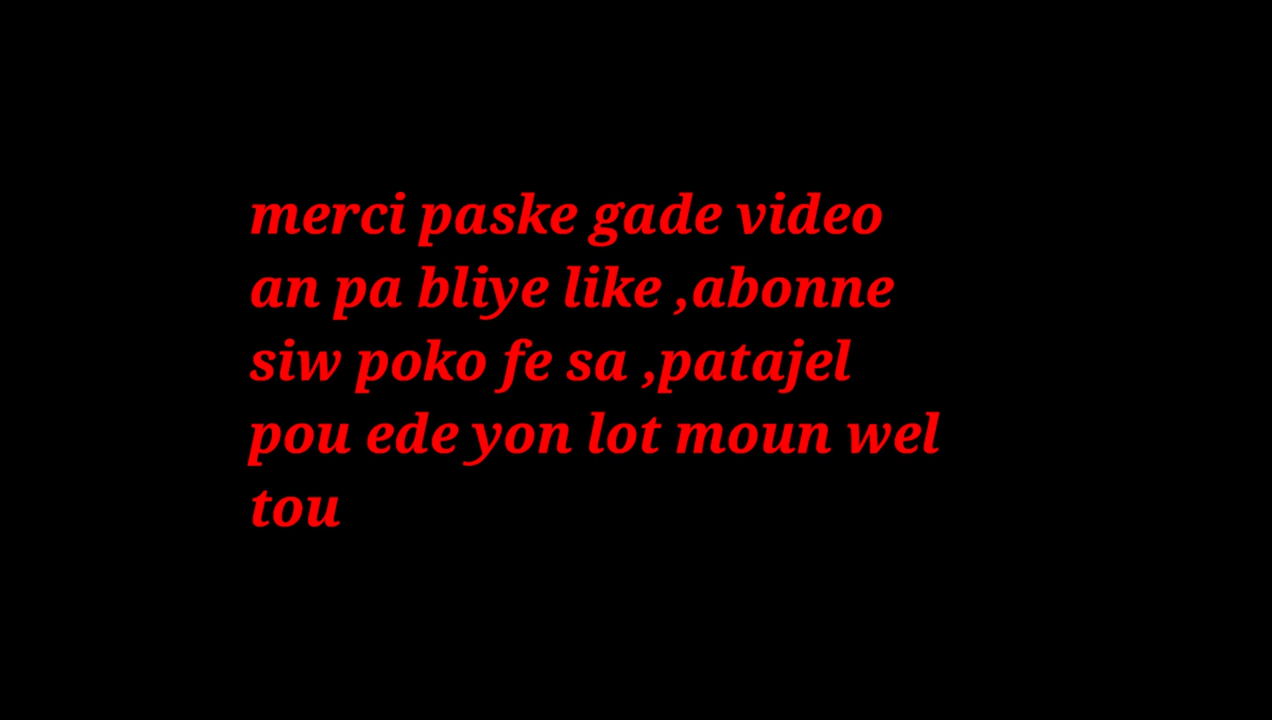 merci paske gade video
an pa bliye like ,abonne
siw poko fe sa ,patajel
pou ede yon lot moun wel
tou